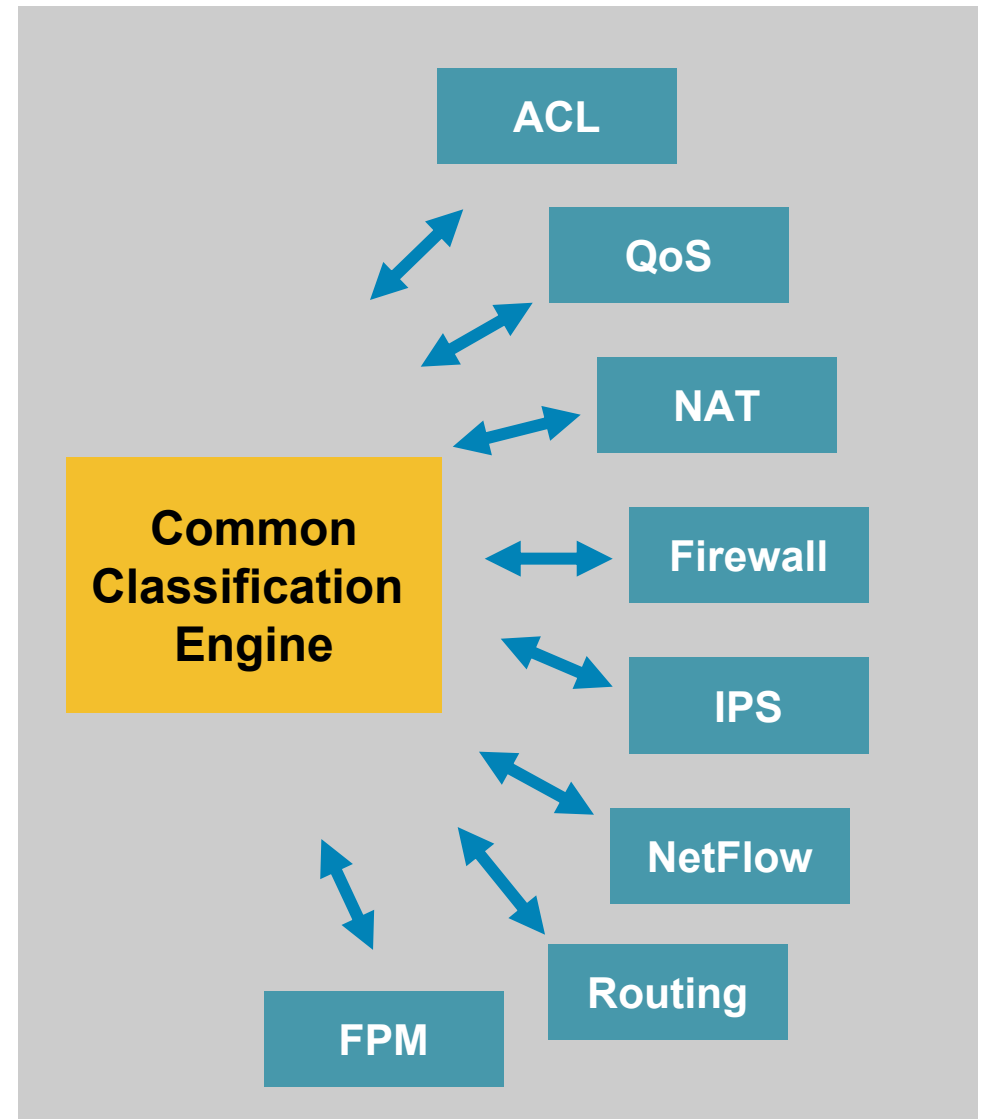 ACL
QoS
NAT
Common
Classification
Engine
Firewall
IPS
NetFlow
Routing
FPM